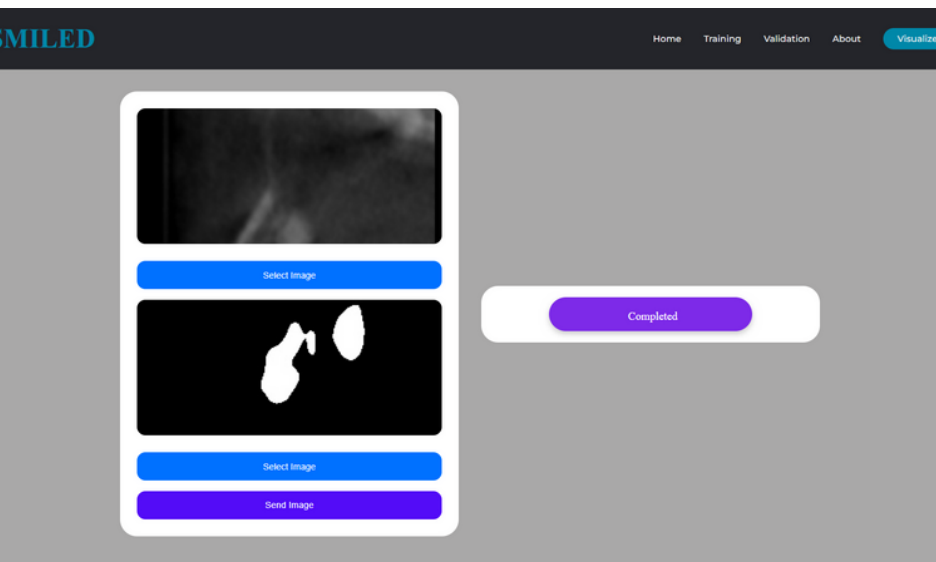 SMILED
Home Training Validation About Visualize
Select Image
Completed
Select Image
Send Image